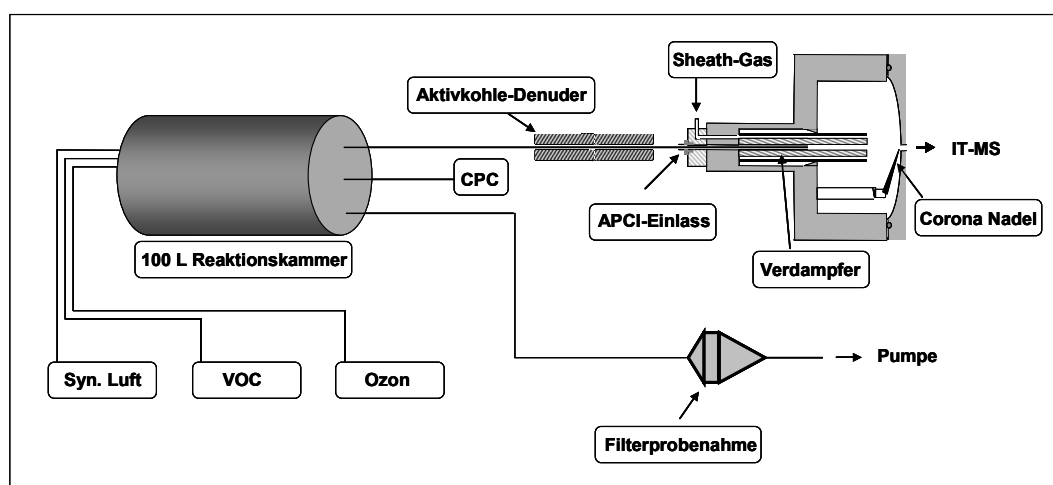 Sheath-Gas
Aktivkohle-Denuder
IT-MS
CPC
APCI-Einlass
Corona Nadel
100 L Reaktionskammer
Verdampfer
Syn. Luft
VOC
Ozon
Pumpe
Filterprobenahme